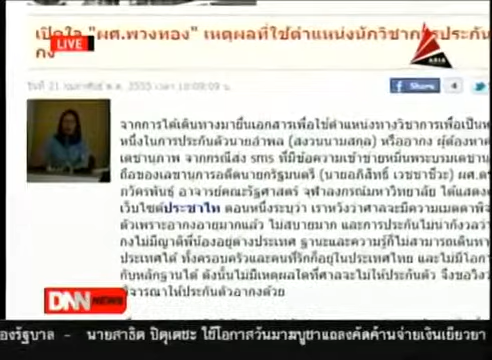 เปิดใจ "ผศ.พวงทอง" เหตุผลที่ใช้ตำแหน่งนักวิชาการประกัน
กง
LIVE
ASIA
วันที่ 21 กุมภาพันธ์ พ.ศ. 2555 เวลา
Share
4
จากการได้เดินทางมายื่นเอกสารเพื่อใช้ตำแหน่งทางวิชาการเพื่อเป็นห
หนึ่งในการประกันตัวนายอำพล (สงวนนามสกุล) หรืออากง ผู้ต้องหาค
เดชานุภาพ จากกรณีส่ง sms ที่มีข้อความเข้าข่ายหมิ่นพระบรมเดชาน
ถือของเลขานุการอดีตนายกรัฐมนตรี (นายอภิสิทธิ์ เวชชาชีวะ) ผศ.ดร
กวัครพันธุ์ อาจารย์คณะรัฐศาสตร์ จุฬาลงกรณ์มหาวิทยาลัย ได้แสดงค
เว็บไซต์ประชาไท ตอนหนึ่งระบุว่า เราหวังว่าศาลจะมีความเมตตาพิจ
ตัวเพราะอากงอายุมากแล้ว ไม่สบายมาก และการประกันไม่น่ากังวลว่า
กงไม่มีญาติพี่น้องอยู่ต่างประเทศ ฐานะและความรู้ก็ไม่สามารถเดินทา
ประเทศได้ ทั้งครอบครัวและคนที่รักก็อยู่ในประเทศไทย และไม่มีโอกา
กับหลักฐานได้ ดังนั้นไม่มีเหตุผลใดที่ศาลจะไม่ให้ประกันตัว จึงขอวิงว
พิจารณาให้ประกันตัวอากงด้วย
DNN NEWS
องรัฐบาล - นายสาธิต ปิตุเตชะ ใช้โอกาสวันมาฆบูชาแถลงคัดค้านจ่ายเงินเยียวยา